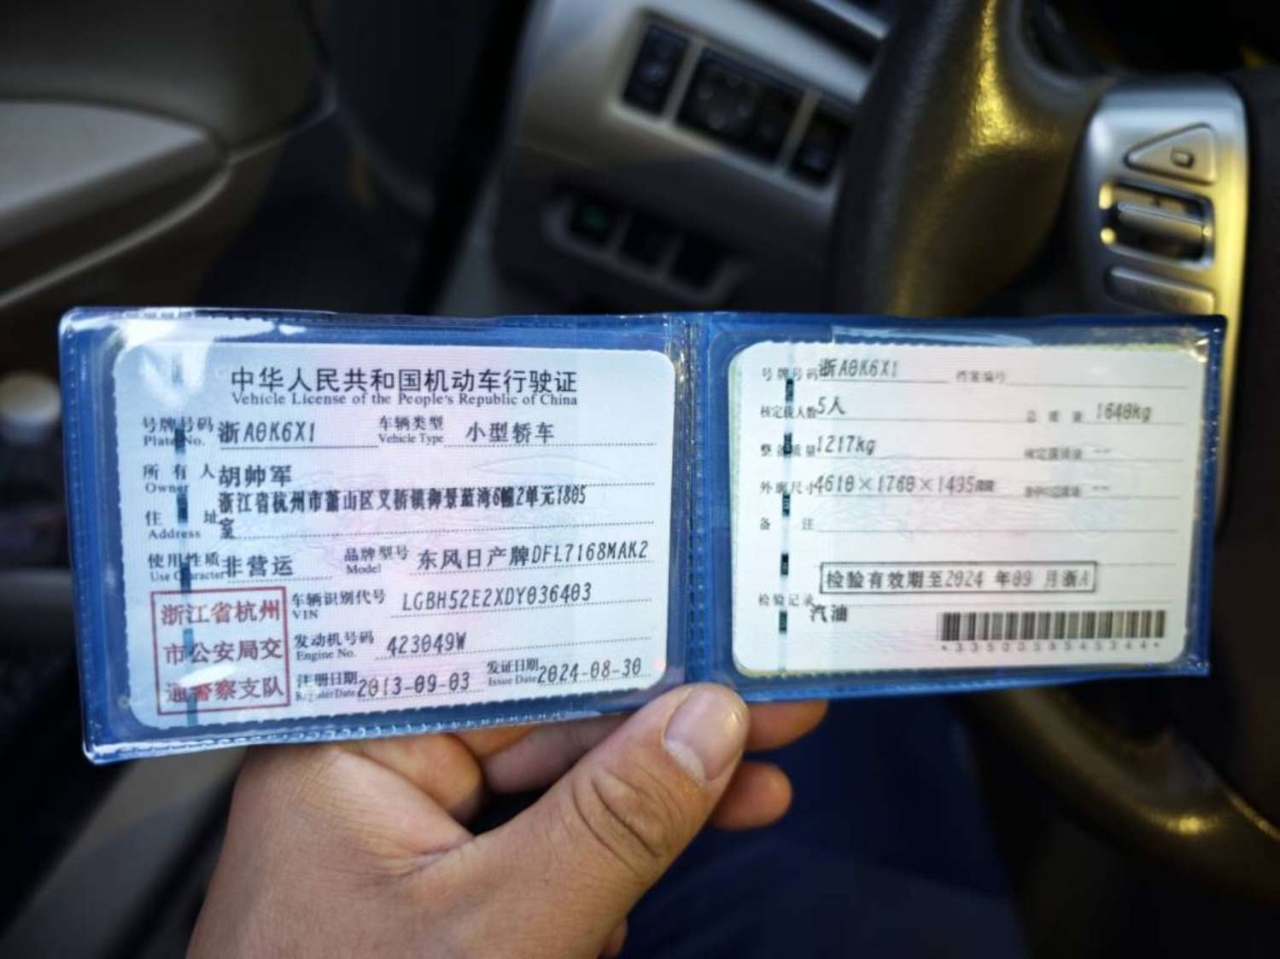 中华人民共和国机动车行驶证
Vehicle License of the People's Republic of China
号牌号码 浙A0K6X1 车辆类型 小型轿车
Plate No. Vehicle Type
所有人 胡帅军
Owner
浙江省杭州市萧山区义桥镇御景蓝湾6幢2单元1805
住址 室
Address
使用性质 非营运 品牌型号 东风日产牌DFL7168MAK2
Use Character Model
浙江省杭州
市公安局交
通警察支队
车辆识别代号 LGBH52E2XDY036403
VIN
发动机号码 423049W
Engine No.
注册日期 2013-09-03 发证日期 2024-08-30
Register Date Issue Date
号牌号码 浙A0K6X1 档案编号
核定载人数 5人 总质量 1640kg
整备质量 1217kg 核定载质量 --
外廓尺寸 4610×1760×1495 --
备注
检验有效期至2024 年09 月浙A
检验记录
汽油